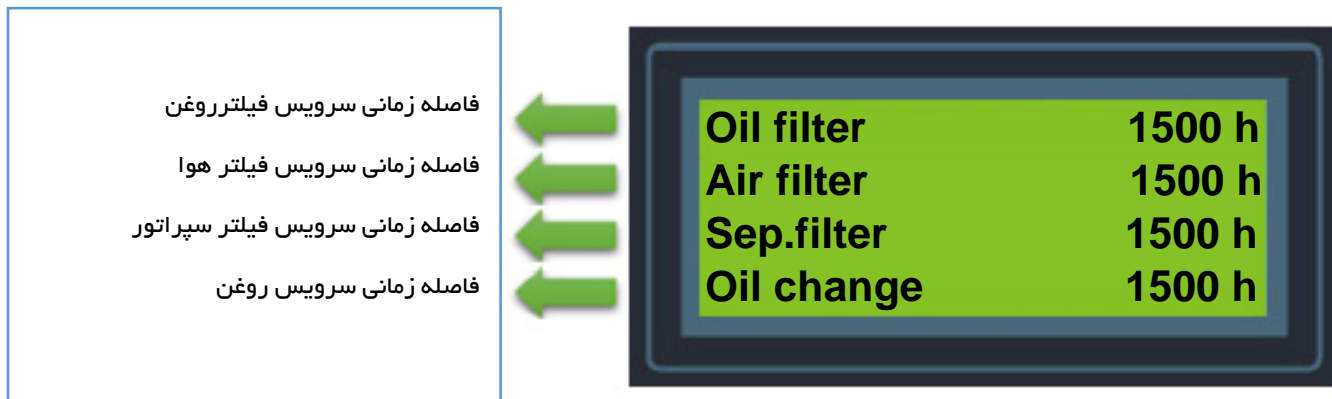 فاصله زمانی سرویس فیلترروغن
فاصله زمانی سرویس فیلتر هوا
فاصله زمانی سرویس فیلتر سپراتور
فاصله زمانی سرویس روغن
Oil filter 1500 h
Air filter 1500 h
Sep.filter 1500 h
Oil change 1500 h